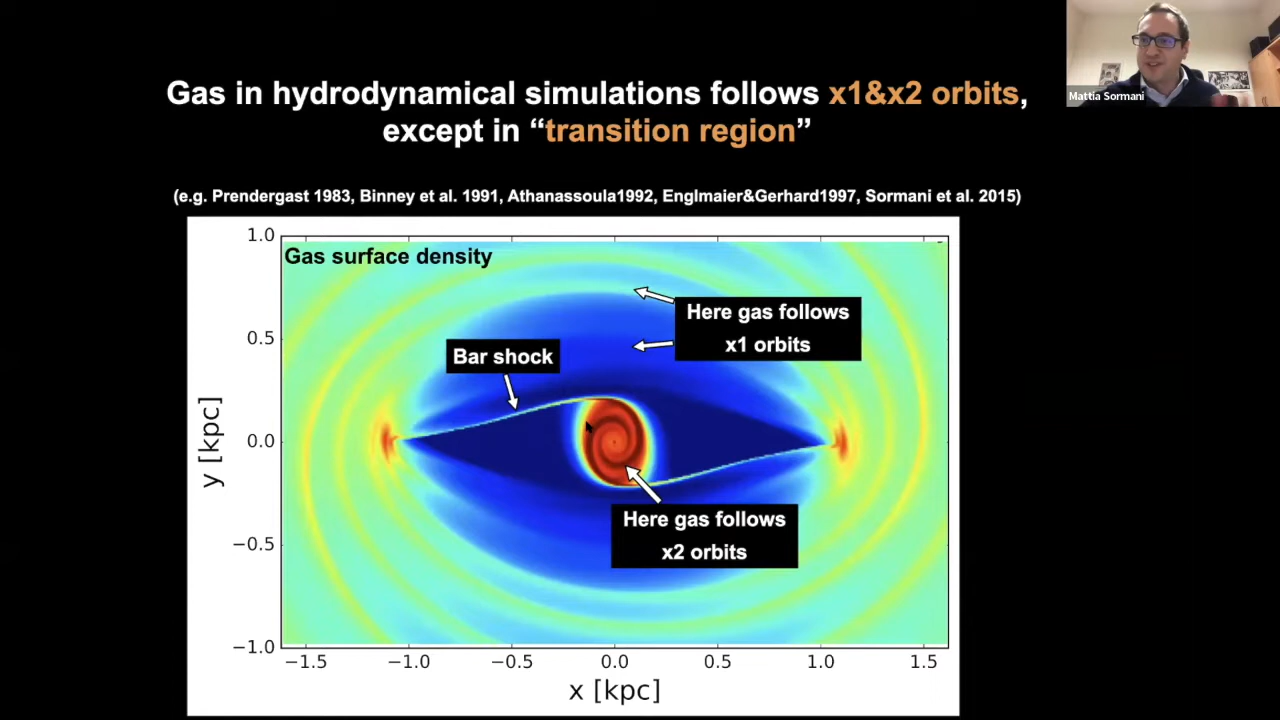 Mattia Sormani
Gas in hydrodynamical simulations follows x1&x2 orbits,
except in “transition region”
(e.g. Prendergast 1983, Binney et al. 1991, Athanassoula1992, Englmaier&Gerhard1997, Sormani et al. 2015)
Gas surface density
Here gas follows
x1 orbits
Bar shock
Here gas follows
x2 orbits
1.0
0.5
0.0
−0.5
−1.0
y [kpc]
−1.5 −1.0 −0.5 0.0 0.5 1.0 1.5
x [kpc]